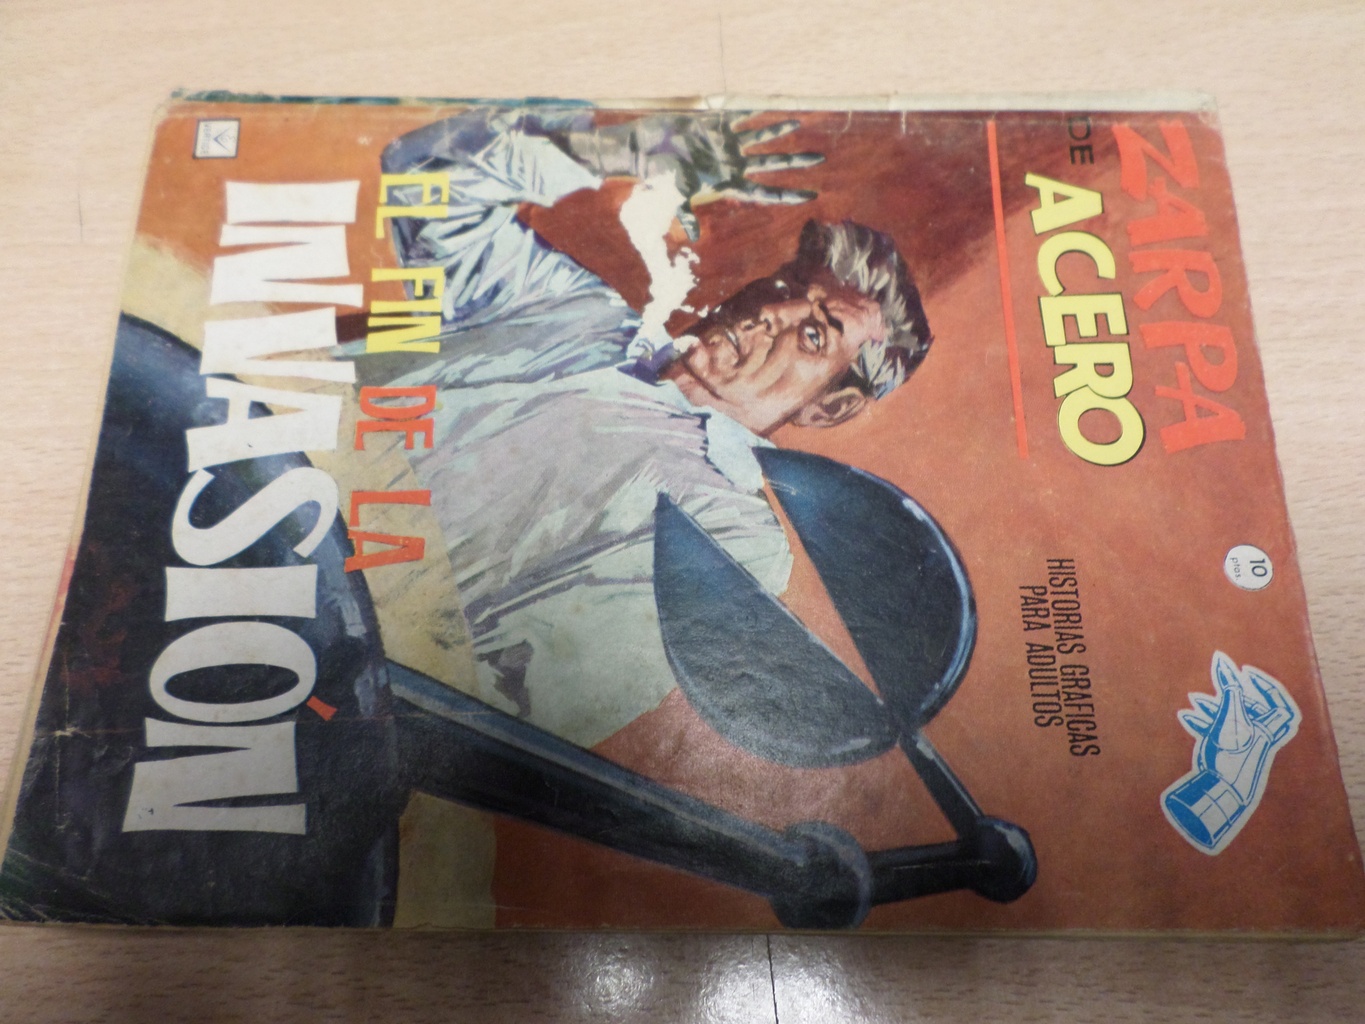 ZARPA
DE ACERO
10
ptas.
HISTORIAS GRAFICAS
PARA ADULTOS
EL FIN DE LA
INVASIÓN